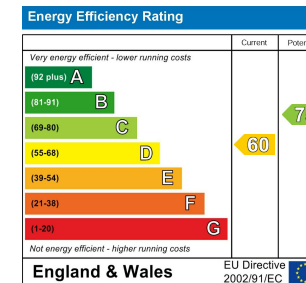 Energy Efficiency Rating
Current
Very energy efficient - lower running costs
(92 plus) A
(81-91) B
(69-80) C
(55-68) D
60
(39-54) E
(21-38) F
(1-20) G
Not energy efficient - higher running costs
England & Wales
EU Directive
2002/91/EC